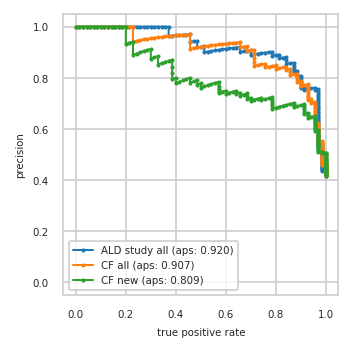 1.0
0.8
0.6
0.4
0.2
0.0
precision
ALD study all (aps: 0.920)
CF all (aps: 0.907)
CF new (aps: 0.809)
0.0 0.2 0.4 0.6 0.8 1.0
true positive rate